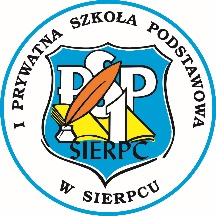 I PRYWATNA SZKOŁA PODSTAWOWA
PSP
1
SIERPC
W SIERPCU